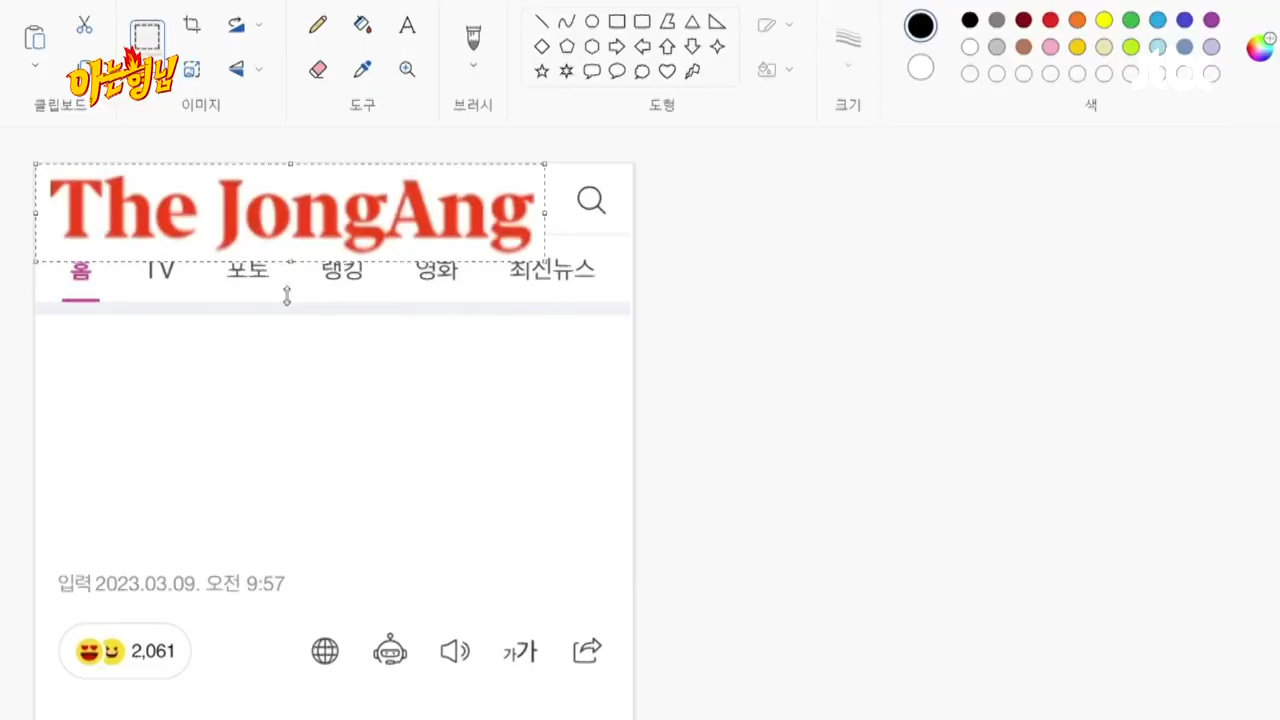 아는형님
jtbc
클립보드
이미지
도구
브러시
도형
크기
색
The JongAng
홈 TV 포토 랭킹 영화 최신뉴스
입력 2023.03.09. 오전 9:57
2,061
가가